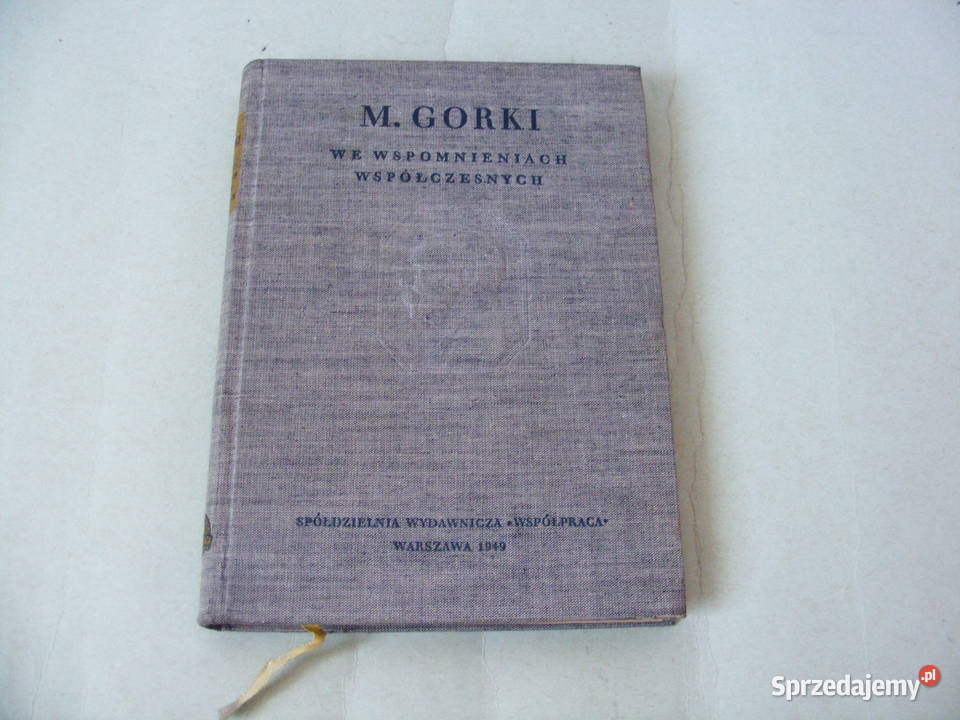 M. GORKI
WE WSPOMNIENIACH
WSPÓŁCZESNYCH
SPÓŁDZIELNIA WYDAWNICZA •WSPÓŁPRACA•
WARSZAWA 1949
Sprzedajemy.pl